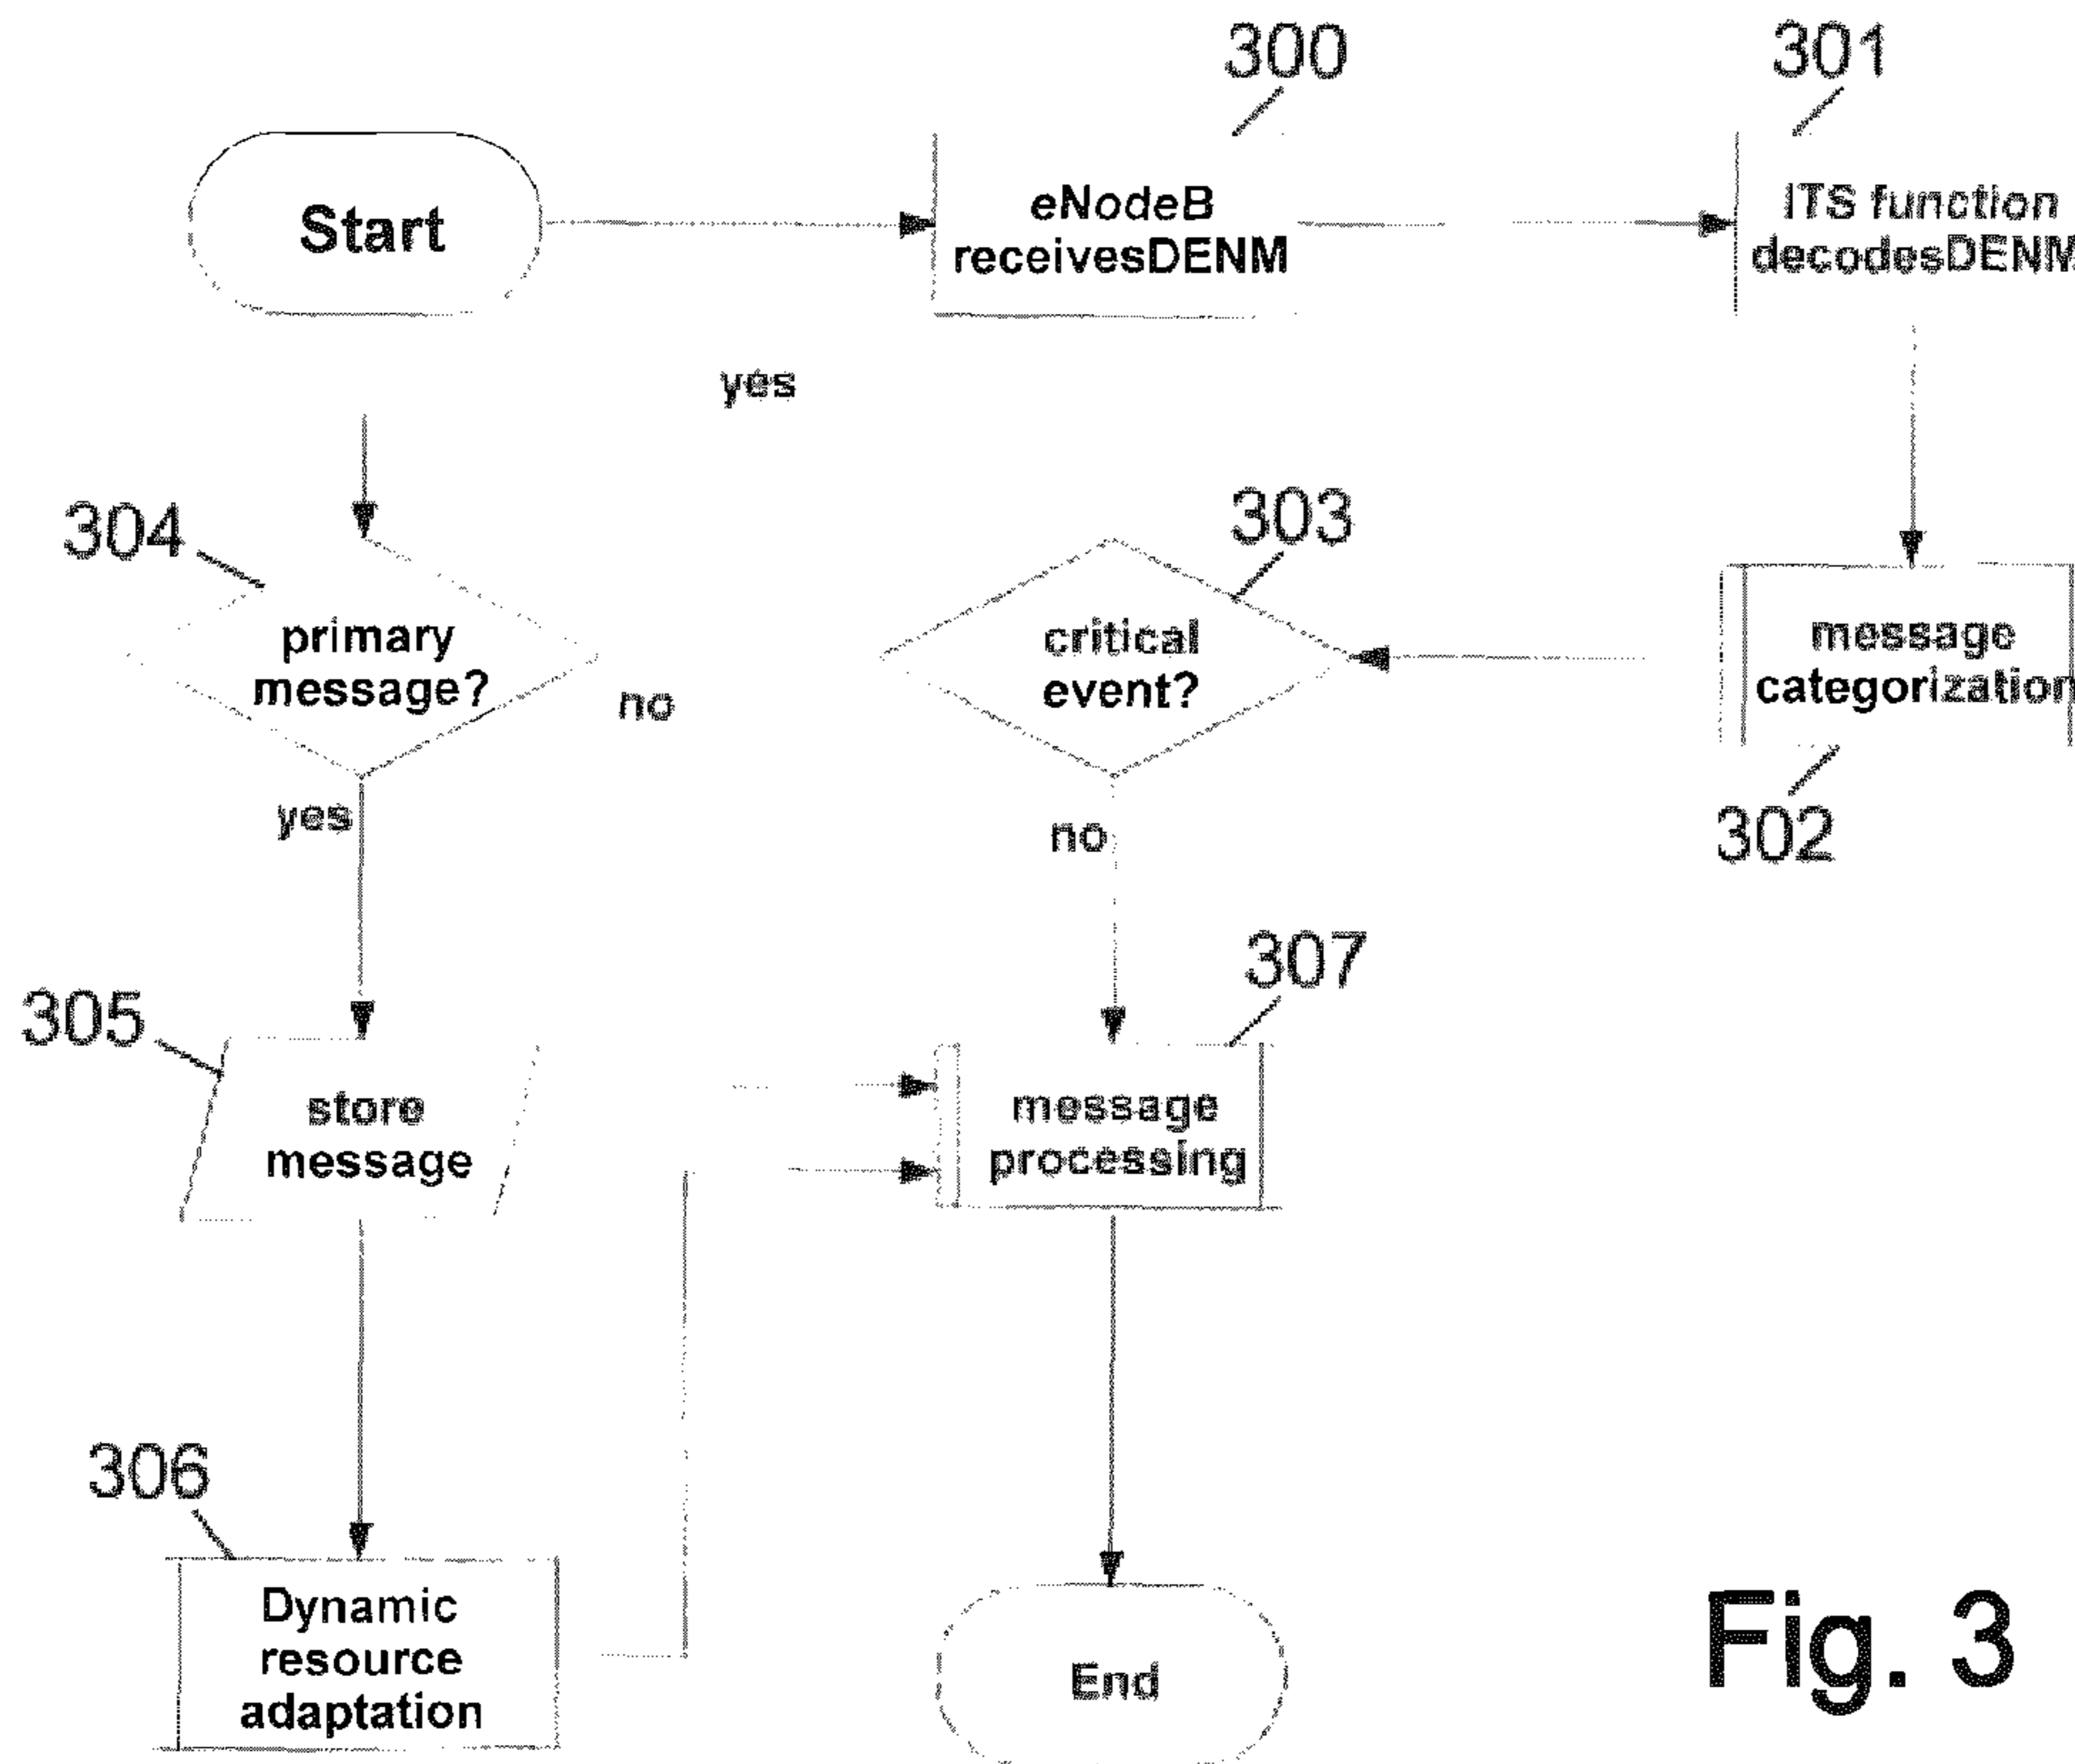 300
301
Start
eNodeB
receivesDENM
ITS function
decodesDENM
yes
304
303
primary
message?
no
critical
event?
message
categorization
yes
no
302
305
307
store
message
message
processing
306
Dynamic
resource
adaptation
End
Fig. 3